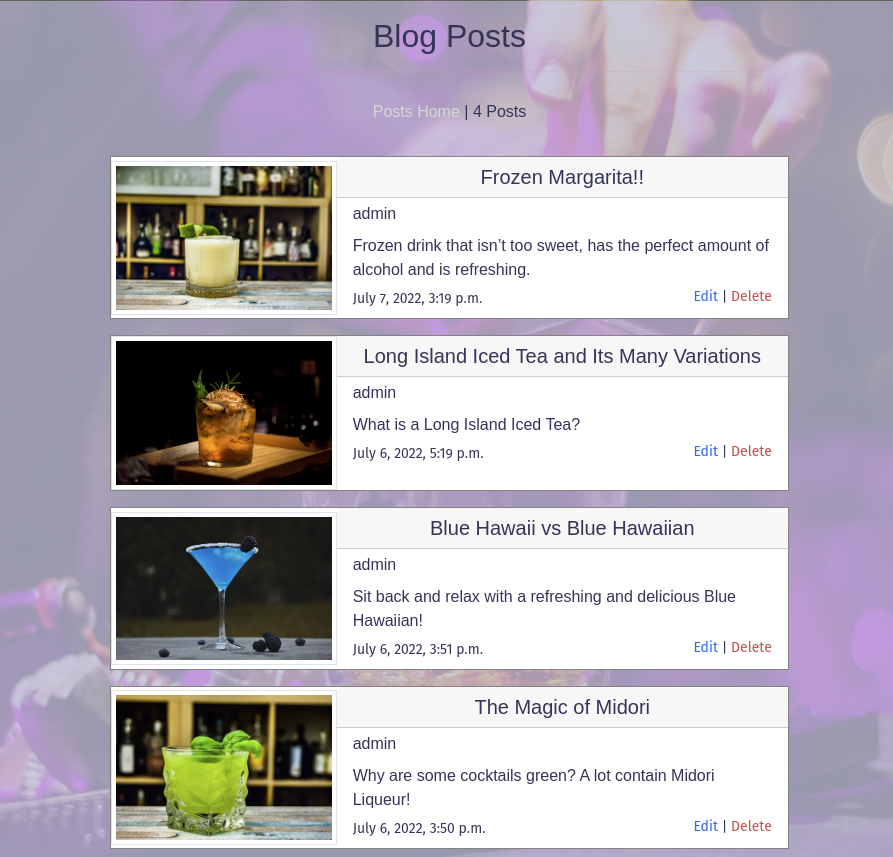 Blog Posts
Posts Home | 4 Posts
Frozen Margarita!!
admin
Frozen drink that isn’t too sweet, has the perfect amount of
alcohol and is refreshing.
July 7, 2022, 3:19 p.m.
Edit | Delete
Long Island Iced Tea and Its Many Variations
admin
What is a Long Island Iced Tea?
July 6, 2022, 5:19 p.m.
Edit | Delete
Blue Hawaii vs Blue Hawaiian
admin
Sit back and relax with a refreshing and delicious Blue
Hawaiian!
July 6, 2022, 3:51 p.m.
Edit | Delete
The Magic of Midori
admin
Why are some cocktails green? A lot contain Midori
Liqueur!
July 6, 2022, 3:50 p.m.
Edit | Delete